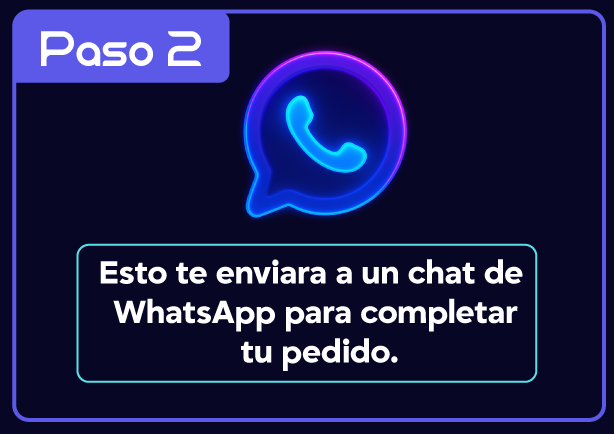 Paso 2
Esto te enviara a un chat de
WhatsApp para completar
tu pedido.